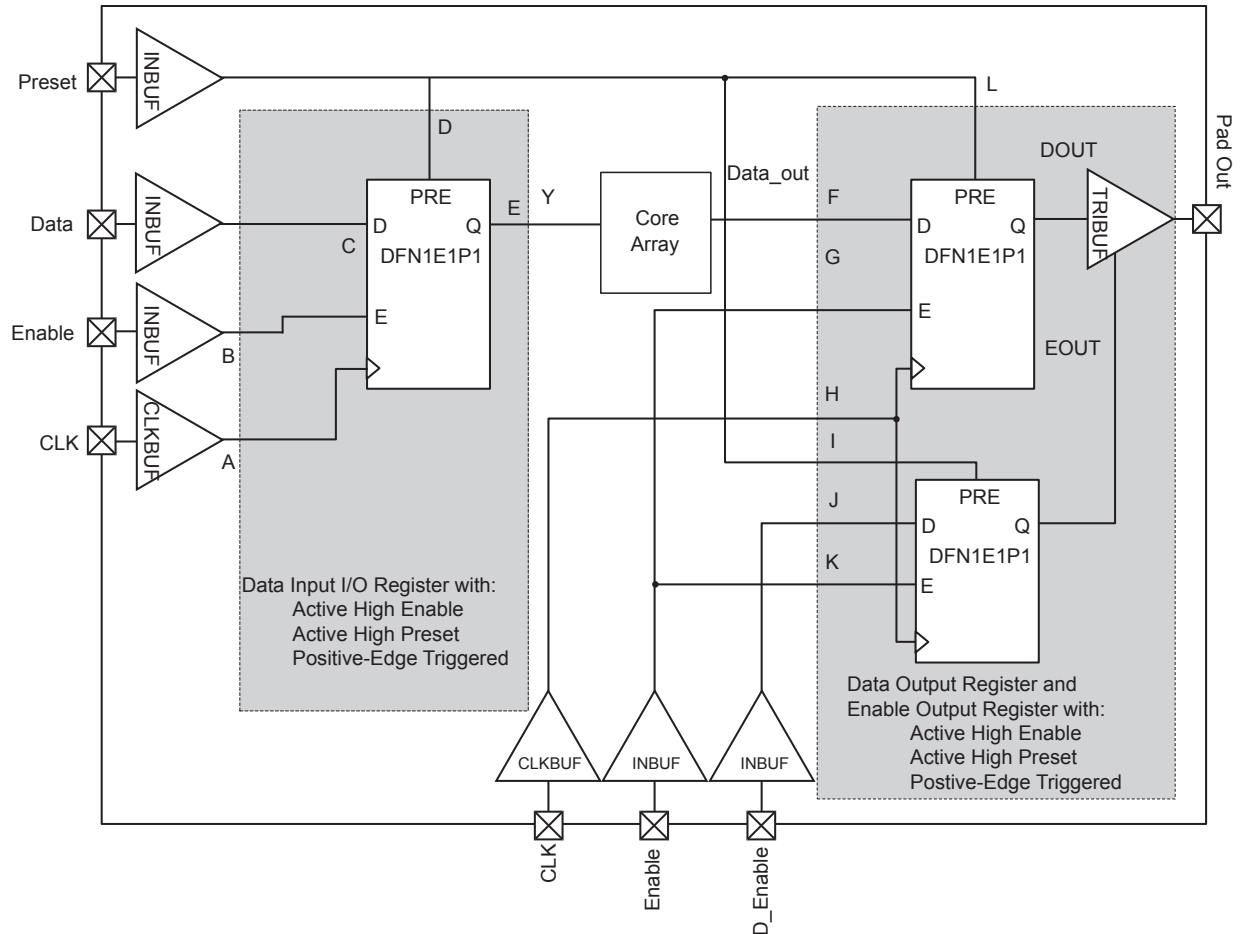 Preset
INBUF
D
L
Pad Out
Data
INBUF
PRE
D
Q
C
DFN1E1P1
E
E
Y
Core
Array
Data_out
F
G
PRE
D
Q
DFN1E1P1
E
DOUT
TRIBUF
EOUT
Enable
INBUF
B
CLK
CLKBUF
A
H
I
J
K
PRE
D
Q
DFN1E1P1
E
Data Input I/O Register with:
Active High Enable
Active High Preset
Positive-Edge Triggered
Data Output Register and
Enable Output Register with:
Active High Enable
Active High Preset
Postive-Edge Triggered
CLKBUF
INBUF
INBUF
CLK
Enable
D_Enable